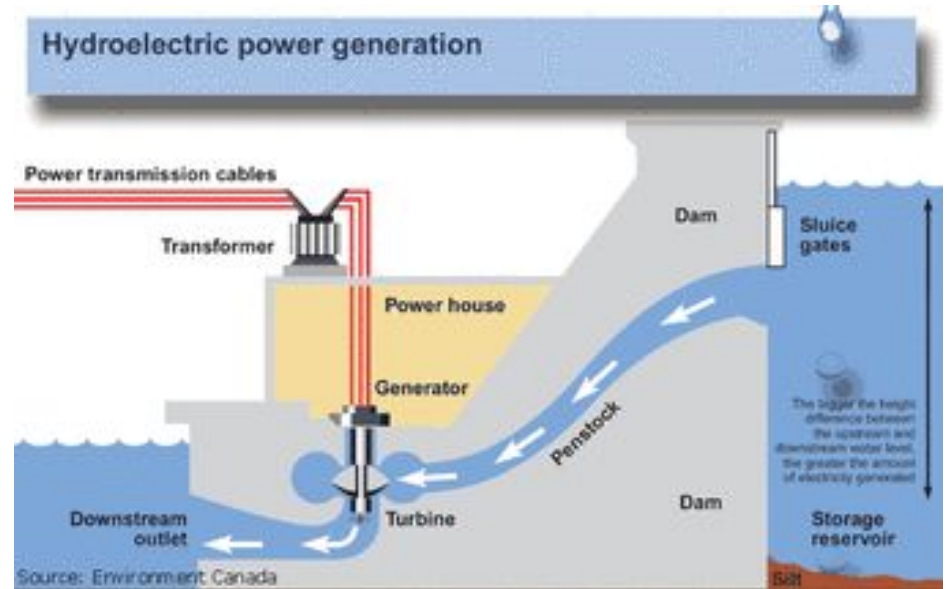 Hydroelectric power generation
Power transmission cables
Transformer
Dam
Sluice
gates
Power house
Generator
The bigger the height
difference between
the upstream and
downstream water level,
the greater the amount
of electricity generated
Penstock
Dam
Downstream
outlet
Turbine
Storage
reservoir
Source: Environment Canada
Silt